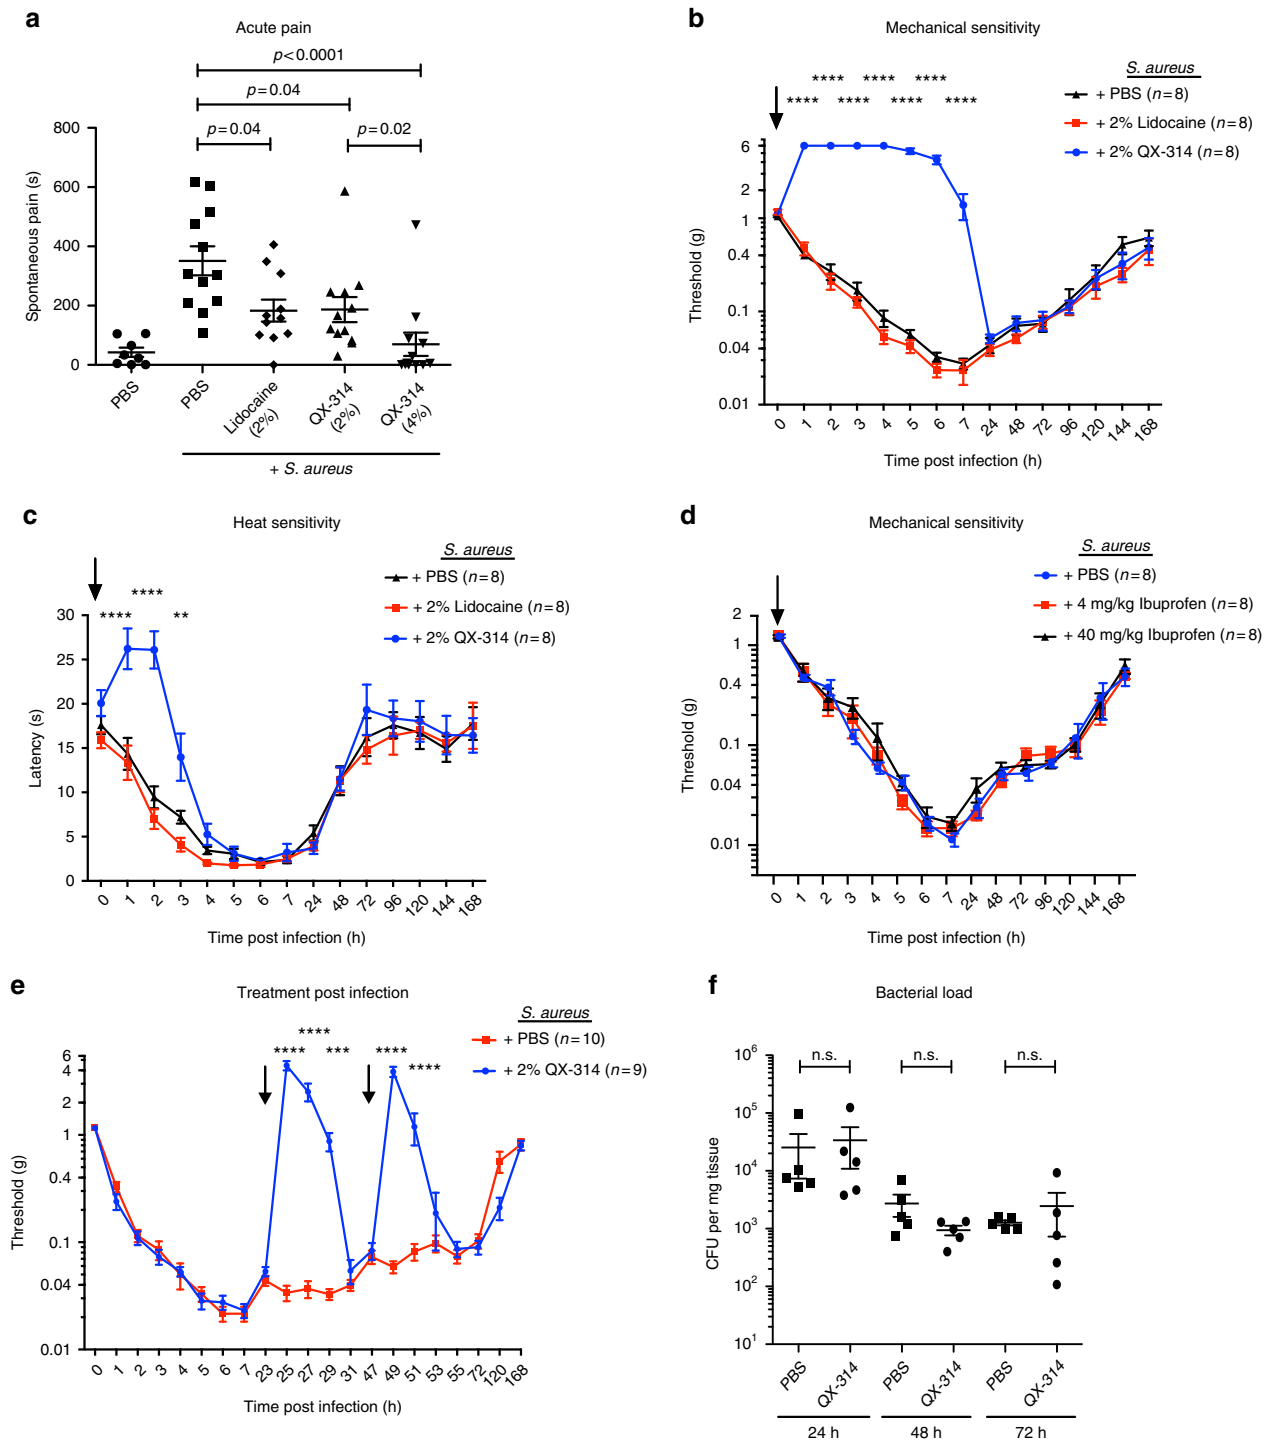 a
Acute pain
p<0.0001
p=0.04
p=0.04
p=0.02
Spontaneous pain (s)
800
600
400
200
0
PBS
PBS
Lidocaine (2%)
QX-314 (2%)
QX-314 (4%)
+ S. aureus
b
Mechanical sensitivity
**** **** ****
**** **** **** ****
S. aureus
+ PBS (n=8)
+ 2% Lidocaine (n=8)
+ 2% QX-314 (n=8)
Threshold (g)
6
2
1
0.4
0.1
0.04
0.01
0 1 2 3 4 5 6 7 24 48 72 96 120 144 168
Time post infection (h)
c
Heat sensitivity
S. aureus
+ PBS (n=8)
+ 2% Lidocaine (n=8)
+ 2% QX-314 (n=8)
****
**** **
Latency (s)
30
25
20
15
10
5
0
0 1 2 3 4 5 6 7 24 48 72 96 120 144 168
Time post infection (h)
d
Mechanical sensitivity
S. aureus
+ PBS (n=8)
+ 4 mg/kg Ibuprofen (n=8)
+ 40 mg/kg Ibuprofen (n=8)
Threshold (g)
2
1
0.4
0.1
0.04
0.01
0 1 2 3 4 5 6 7 24 48 72 96 120 144 168
Time post infection (h)
e
Treatment post infection
S. aureus
+ PBS (n=10)
+ 2% QX-314 (n=9)
****
**** *** ****
****
Threshold (g)
6
4
2
1
0.4
0.1
0.04
0.01
0 1 2 3 4 5 6 7 23 25 27 29 31 47 49 51 53 55 72 120 168
Time post infection (h)
f
Bacterial load
n.s. n.s. n.s.
CFU per mg tissue
10⁶
10⁵
10⁴
10³
10²
10¹
PBS QX-314 PBS QX-314 PBS QX-314
24 h 48 h 72 h